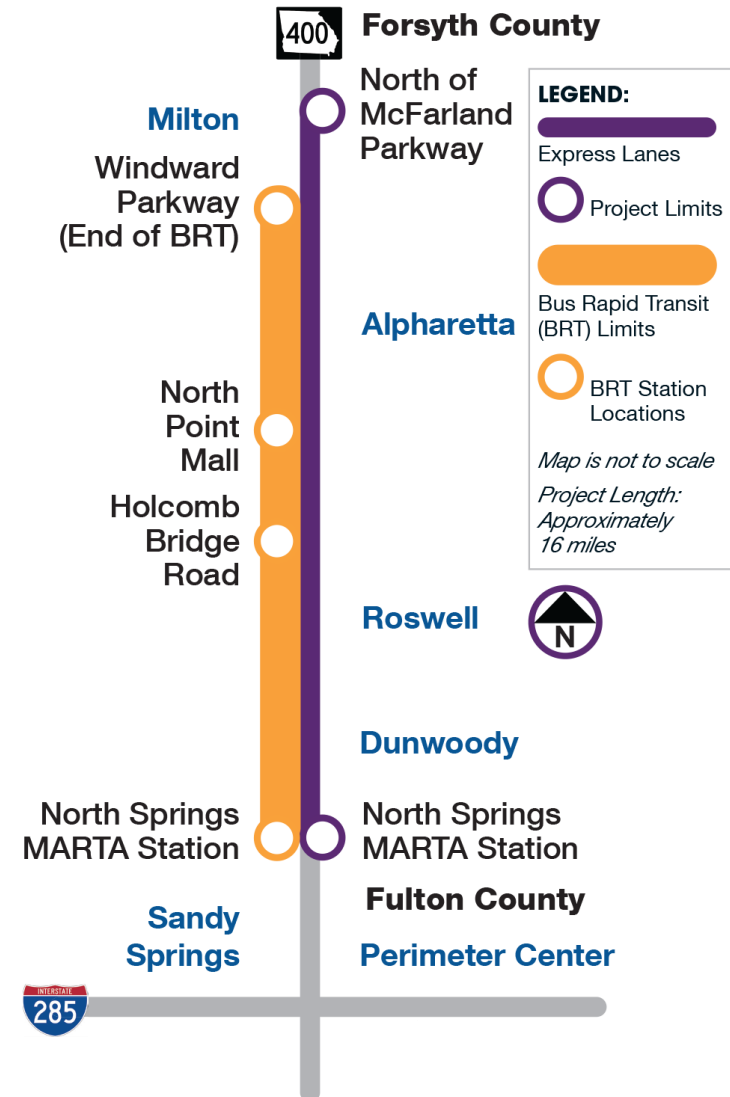 400
Forsyth County
North of
McFarland
Parkway
Milton
Windward
Parkway
(End of BRT)
Alpharetta
North
Point
Mall
Holcomb
Bridge
Road
Roswell
Dunwoody
North Springs
MARTA Station
North Springs
MARTA Station
Fulton County
Sandy
Springs
Perimeter Center
INTERSTATE
285
LEGEND:
Express Lanes
Project Limits
Bus Rapid Transit
(BRT) Limits
BRT Station
Locations
Map is not to scale
Project Length:
Approximately
16 miles
N